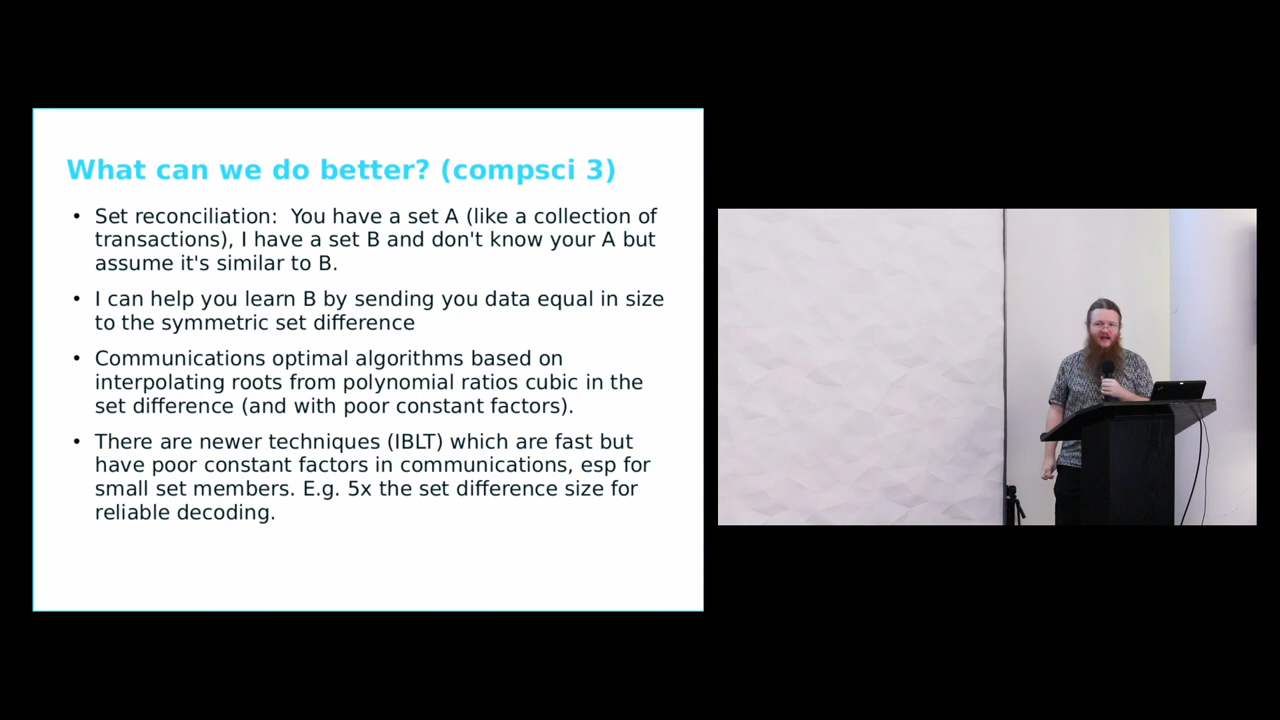 What can we do better? (compsci 3)
• Set reconciliation:  You have a set A (like a collection of
transactions), I have a set B and don't know your A but
assume it's similar to B.
• I can help you learn B by sending you data equal in size
to the symmetric set difference
• Communications optimal algorithms based on
interpolating roots from polynomial ratios cubic in the
set difference (and with poor constant factors).
• There are newer techniques (IBLT) which are fast but
have poor constant factors in communications, esp for
small set members. E.g. 5x the set difference size for
reliable decoding.